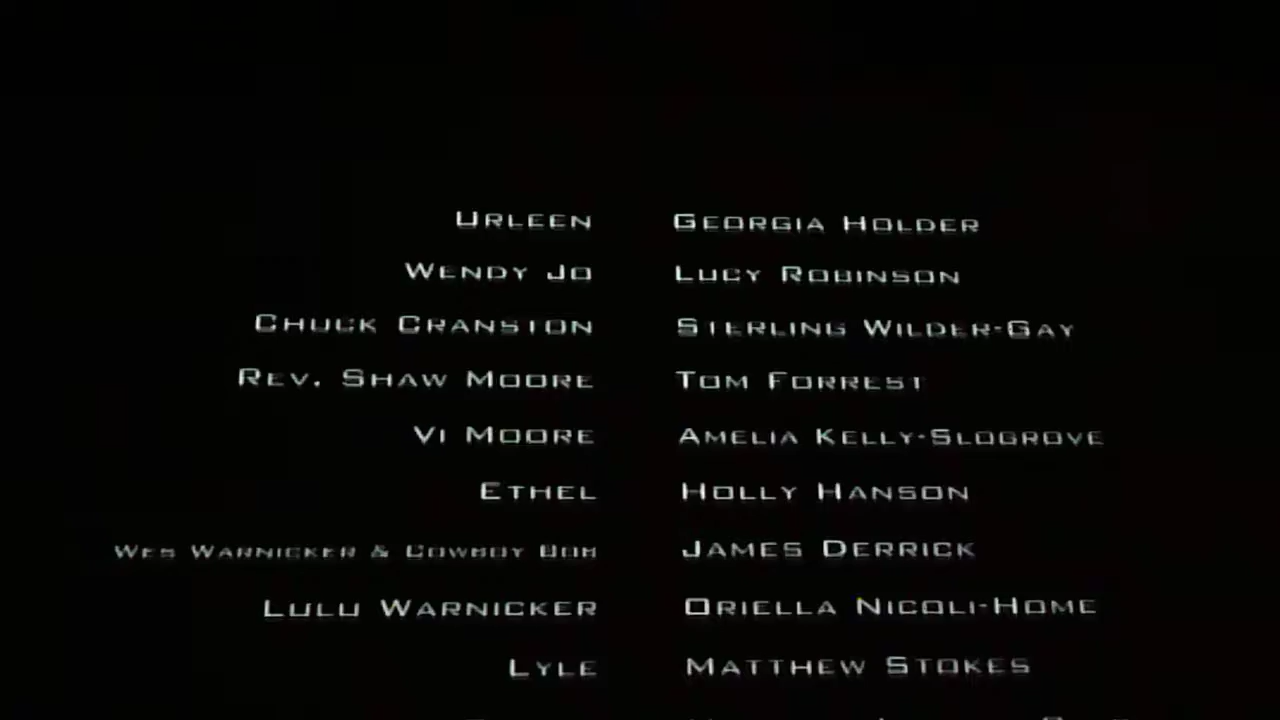 Urleen Georgia Holder
Wendy Jo Lucy Robinson
Chuck Cranston Sterling Wilder-Gay
Rev. Shaw Moore Tom Forrest
Vi Moore Amelia Kelly-Slogrove
Ethel Holly Hanson
Wes Warnicker & Cowboy Bob James Derrick
Lulu Warnicker Oriella Nicoli-Home
Lyle Matthew Stokes